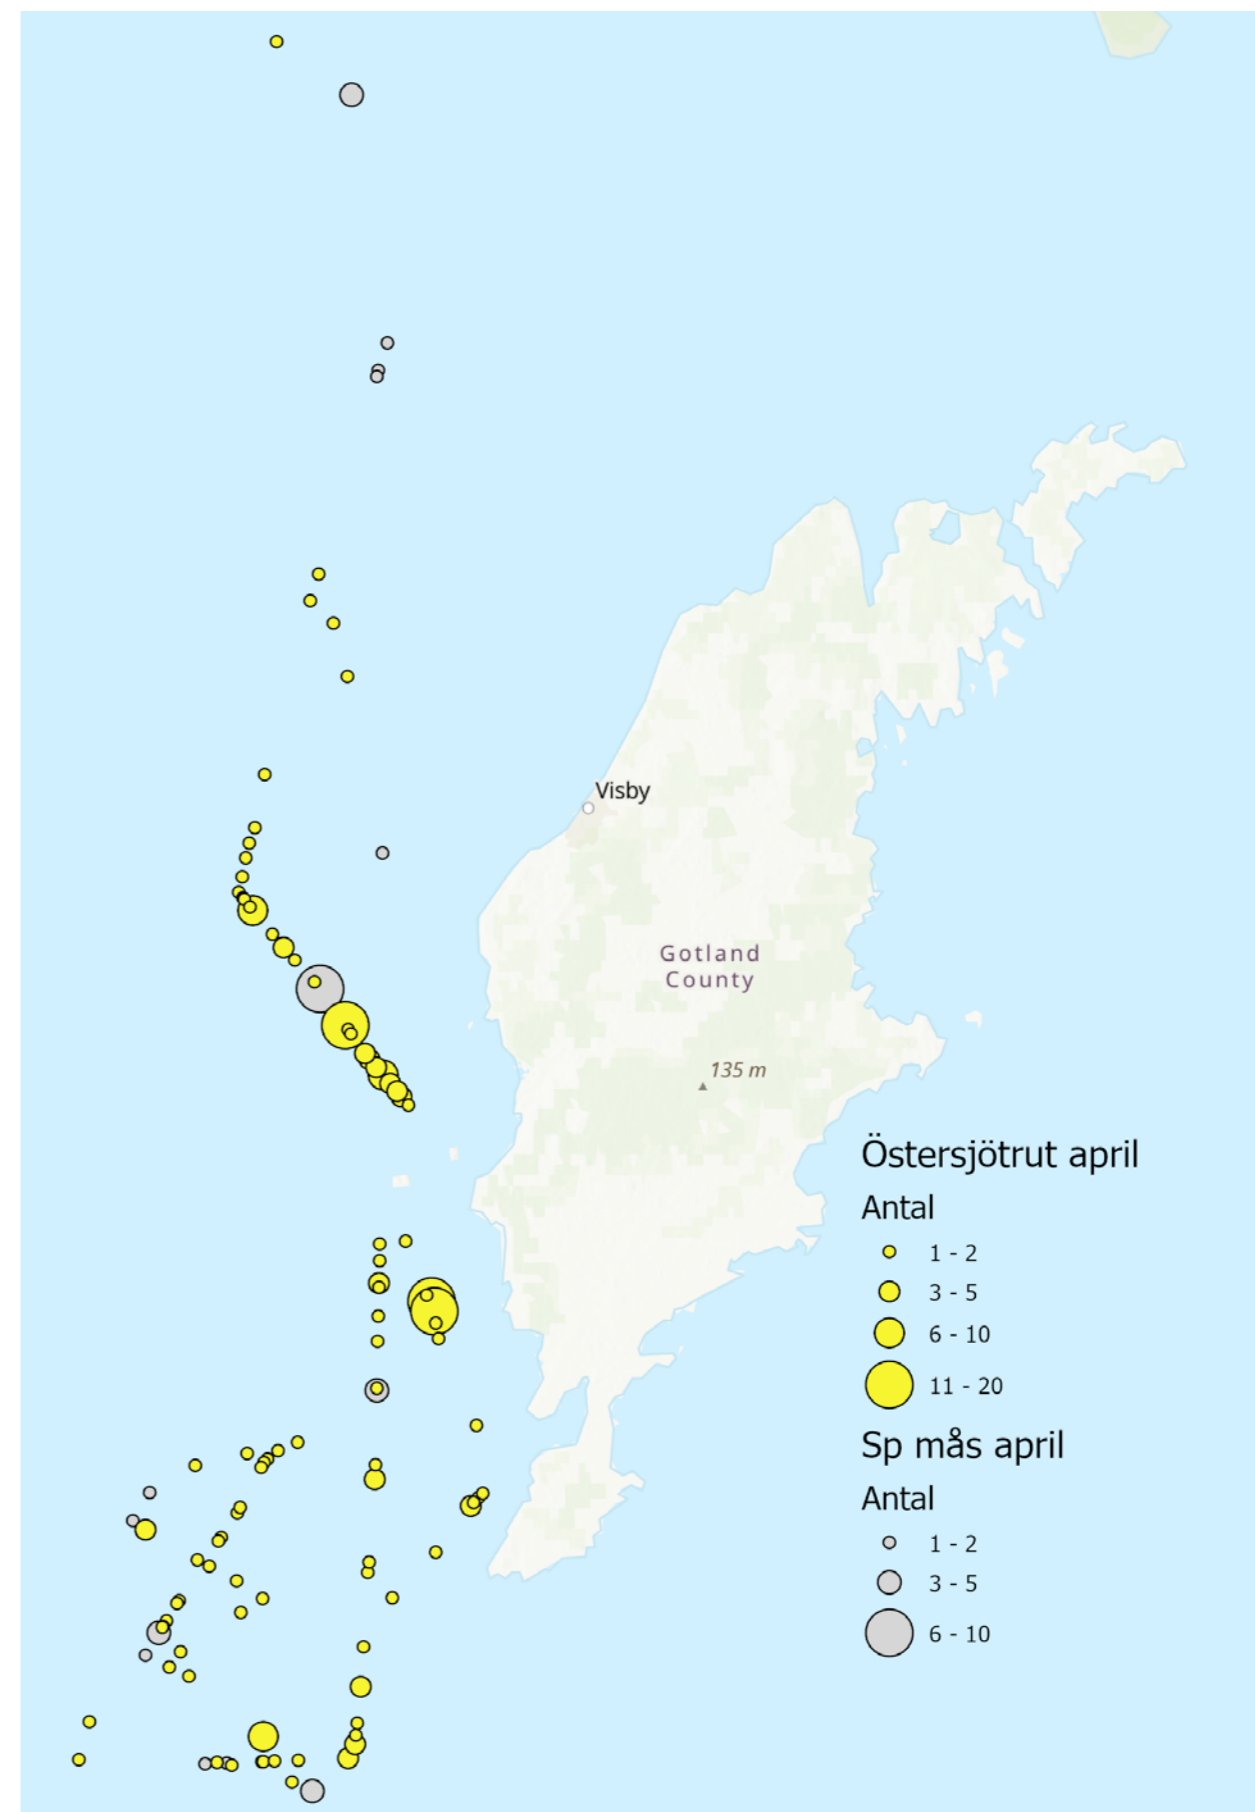 Visby
Gotland
County
135 m
Östersjötrut april
Antal
1 - 2
3 - 5
6 - 10
11 - 20
Sp mås april
Antal
1 - 2
3 - 5
6 - 10